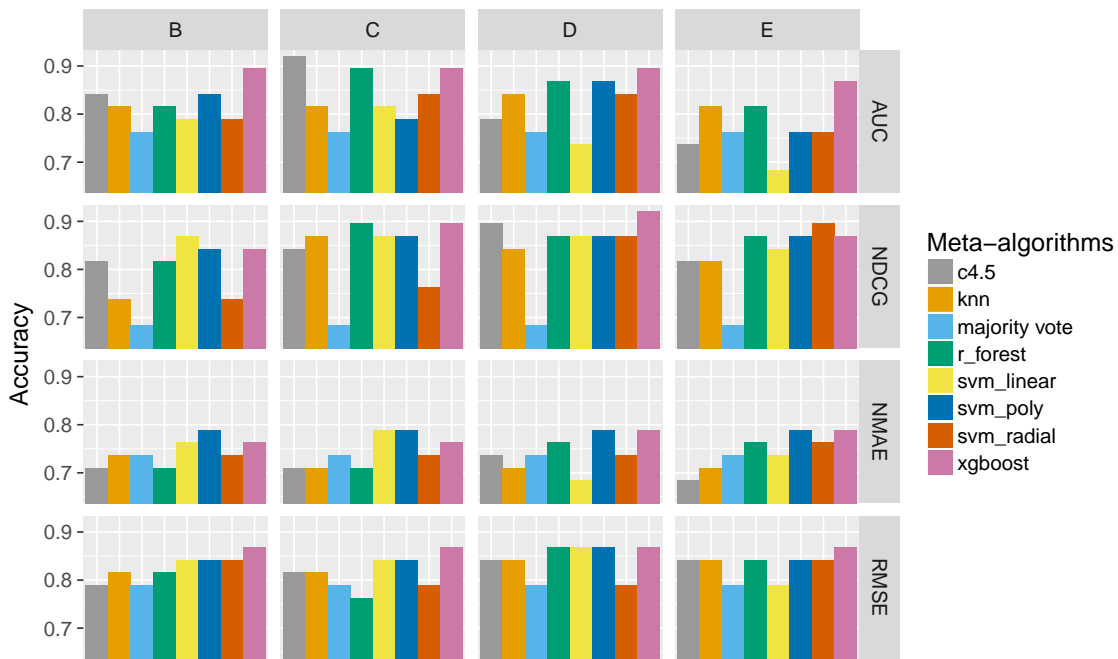 B C D E
0.9
0.8
0.7
AUC
0.9
0.8
0.7
NDCG
0.9
0.8
0.7
NMAE
0.9
0.8
0.7
RMSE
Accuracy
Meta-algorithms
c4.5
knn
majority vote
r_forest
svm_linear
svm_poly
svm_radial
xgboost